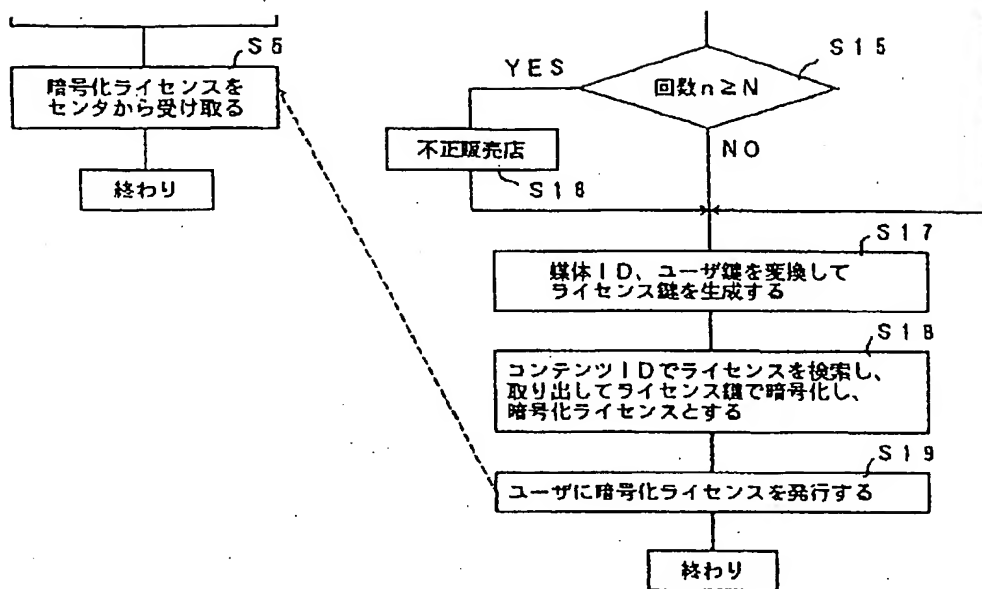 S6
暗号化ライセンスを
センタから受け取る
終わり
S15
回数n≧N
YES
NO
不正販売店
S16
S17
媒体ID、ユーザ鍵を変換して
ライセンス鍵を生成する
S18
コンテンツIDでライセンスを検索し、
取り出してライセンス鍵で暗号化し、
暗号化ライセンスとする
S19
ユーザに暗号化ライセンスを発行する
終わり